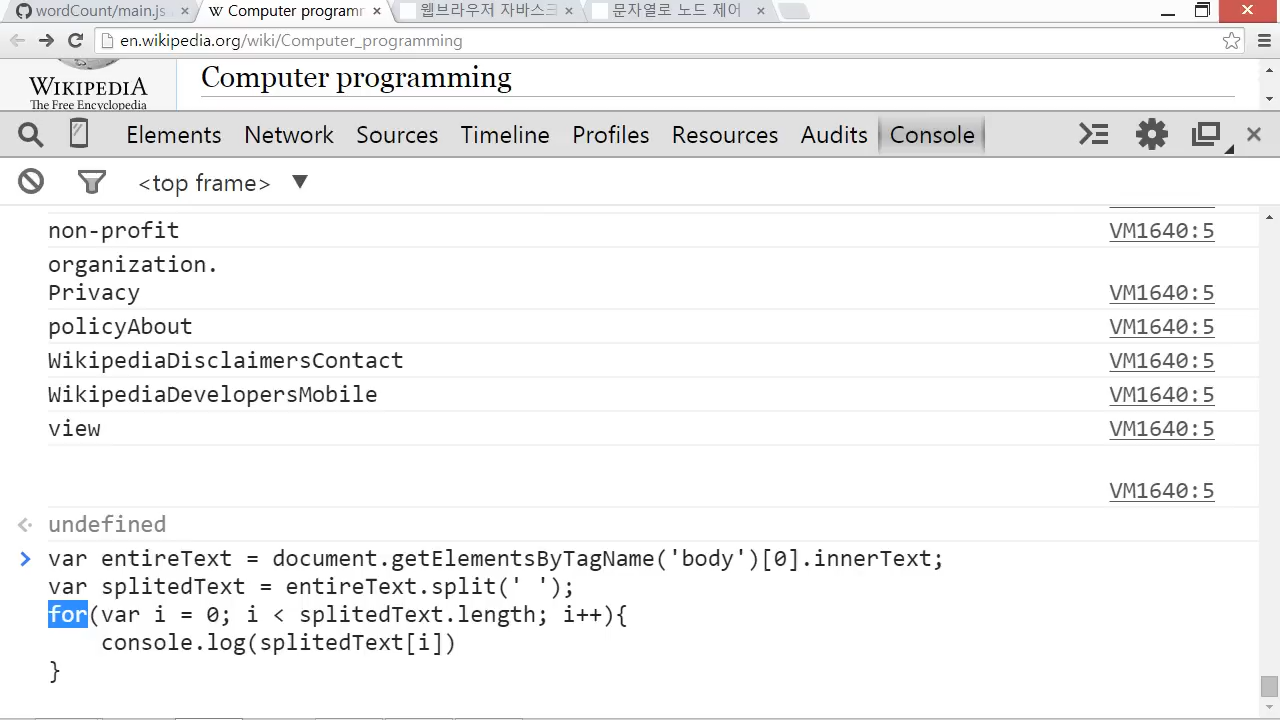 wordCount/main.js
W Computer programm
웹브라우저 자바스크
문자열로 노드 제어
en.wikipedia.org/wiki/Computer_programming
WIKIPEDIA
The Free Encyclopedia
Computer programming
Elements Network Sources Timeline Profiles Resources Audits Console
<top frame>
non-profit VM1640:5
organization.
Privacy VM1640:5
policyAbout VM1640:5
WikipediaDisclaimersContact VM1640:5
WikipediaDevelopersMobile VM1640:5
view VM1640:5
VM1640:5
undefined
var entireText = document.getElementsByTagName('body')[0].innerText;
var splitedText = entireText.split(' ');
for(var i = 0; i < splitedText.length; i++){
    console.log(splitedText[i])
}